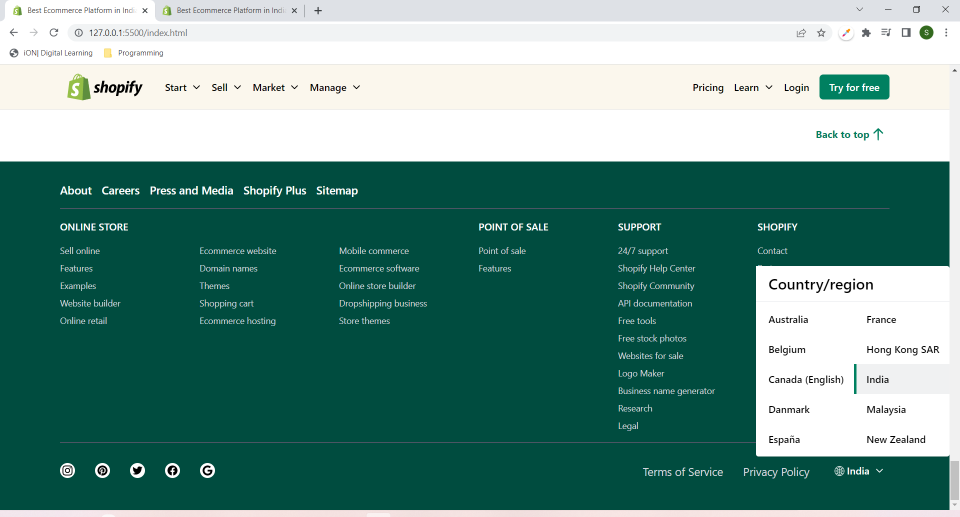 Best Ecommerce Platform in Indi
Best Ecommerce Platform in Indi
127.0.0.1:5500/index.html
S
iON| Digital Learning
Programming
shopify
Start Sell Market Manage
Pricing Learn Login Try for free
Back to top
About Careers Press and Media Shopify Plus Sitemap
ONLINE STORE POINT OF SALE SUPPORT SHOPIFY
Sell online Ecommerce website Mobile commerce Point of sale 24/7 support Contact
Features Domain names Ecommerce software Features Shopify Help Center
Examples Themes Online store builder Shopify Community
Website builder Shopping cart Dropshipping business API documentation
Online retail Ecommerce hosting Store themes Free tools
Free stock photos
Websites for sale
Logo Maker
Business name generator
Research
Legal
Country/region
Australia France
Belgium Hong Kong SAR
Canada (English) India
Danmark Malaysia
España New Zealand
Terms of Service Privacy Policy India